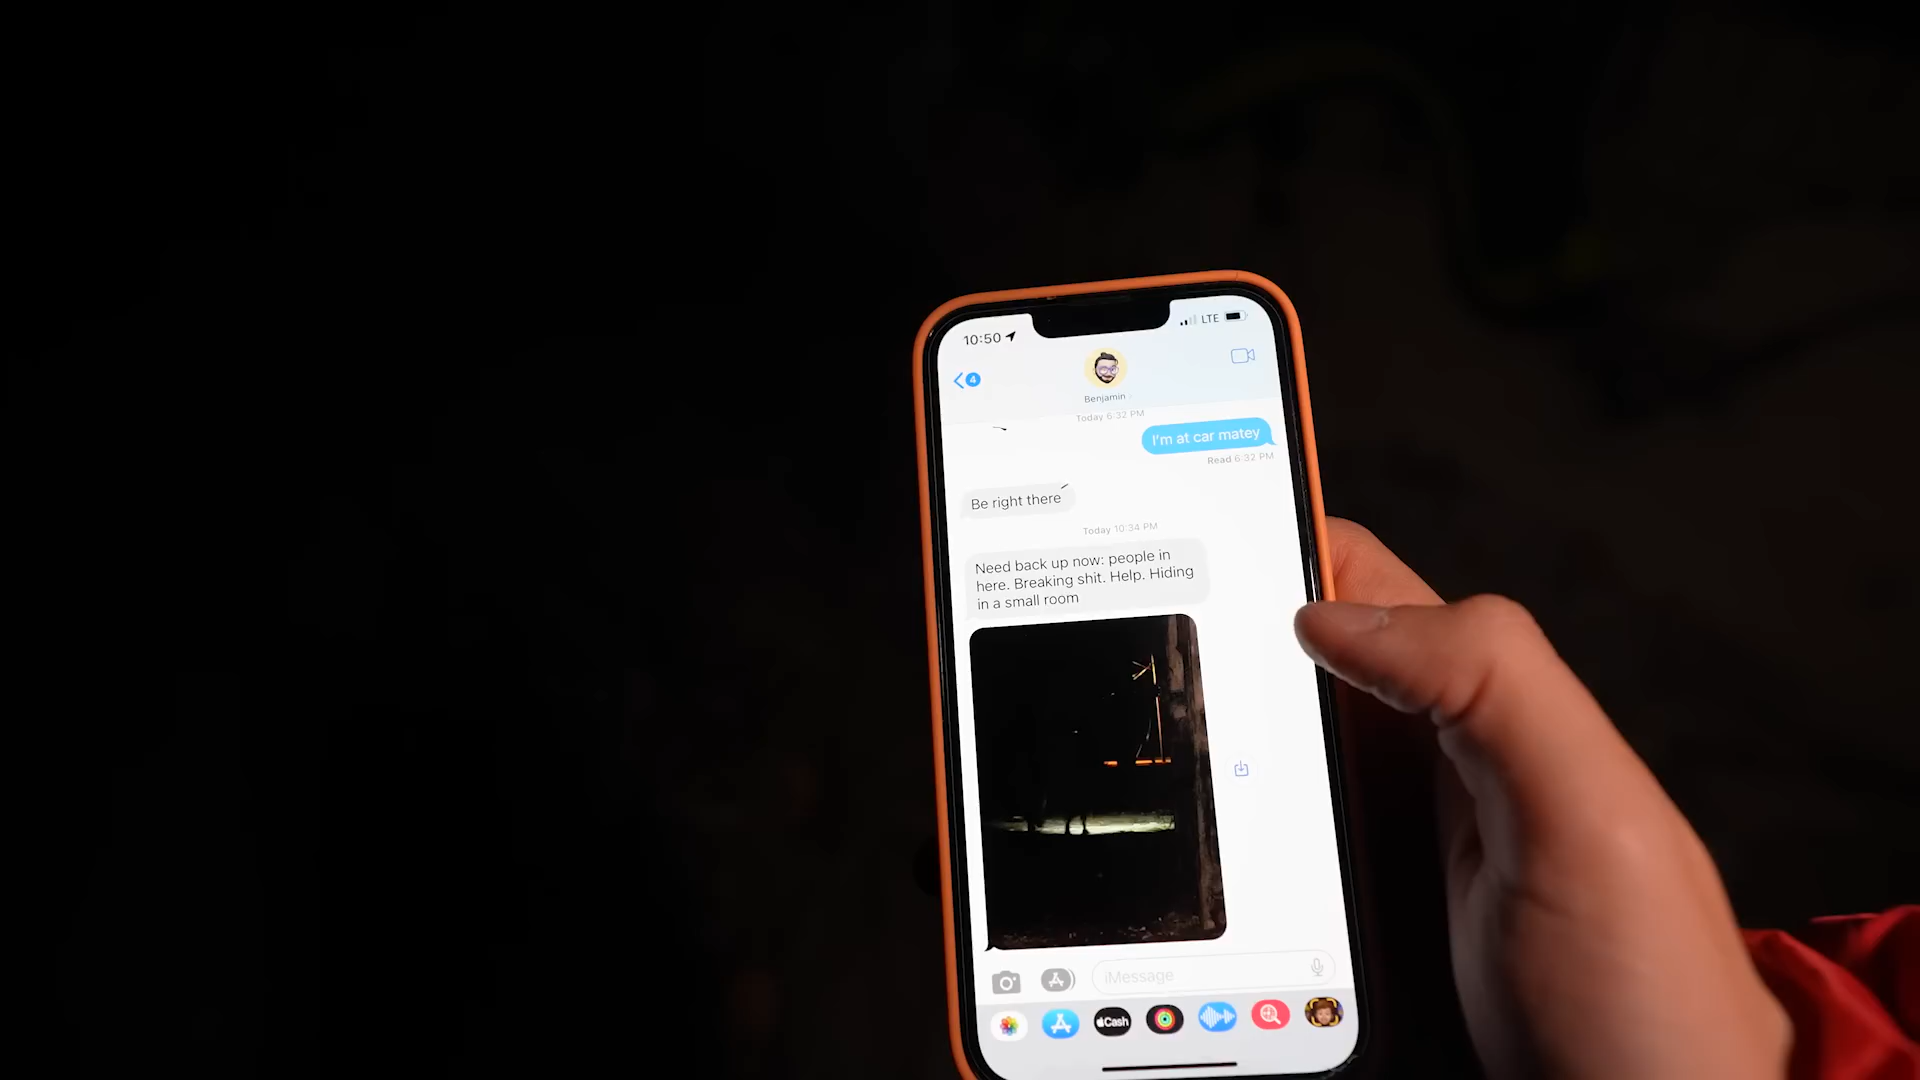 10:50
LTE
4
Benjamin
Today 6:32 PM
I'm at car matey
Read 6:32 PM
Be right there
Today 10:34 PM
Need back up now: people in
here. Breaking shit. Help. Hiding
in a small room
iMessage
Cash